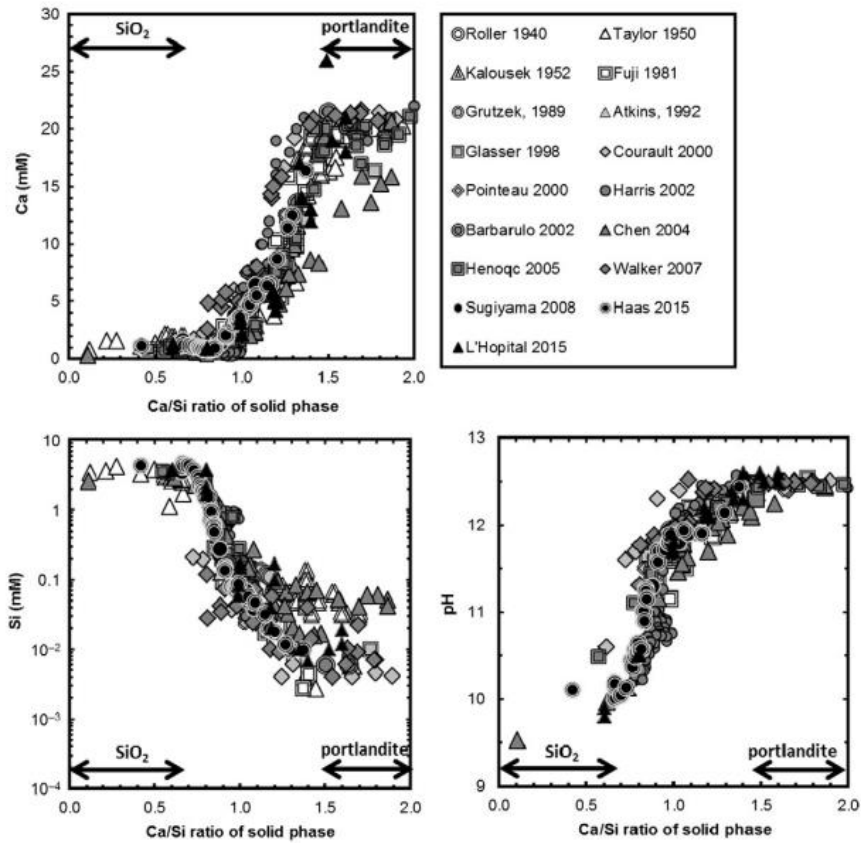 SiO2
portlandite
30
25
20
15
10
5
0
Ca (mM)
0.0 0.5 1.0 1.5 2.0
Ca/Si ratio of solid phase
Roller 1940 Taylor 1950
Kalousek 1952 Fuji 1981
Grutzek, 1989 Atkins, 1992
Glasser 1998 Courault 2000
Pointeau 2000 Harris 2002
Barbarulo 2002 Chen 2004
Henoqc 2005 Walker 2007
Sugiyama 2008 Haas 2015
L'Hopital 2015
10
1
0.1
10⁻²
10⁻³
10⁻⁴
Si (mM)
SiO₂
portlandite
0.0 0.5 1.0 1.5 2.0
Ca/Si ratio of solid phase
13
12
11
10
9
pH
SiO₂
portlandite
0.0 0.5 1.0 1.5 2.0
Ca/Si ratio of solid phase